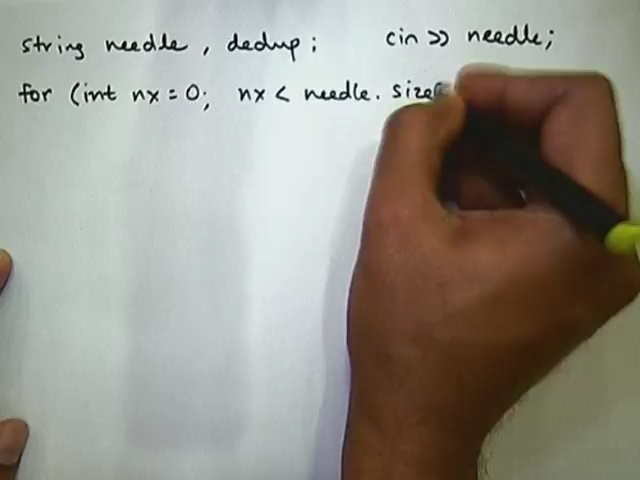 string needle, dedup;    cin >> needle;
for (int nx = 0; nx < needle. size(